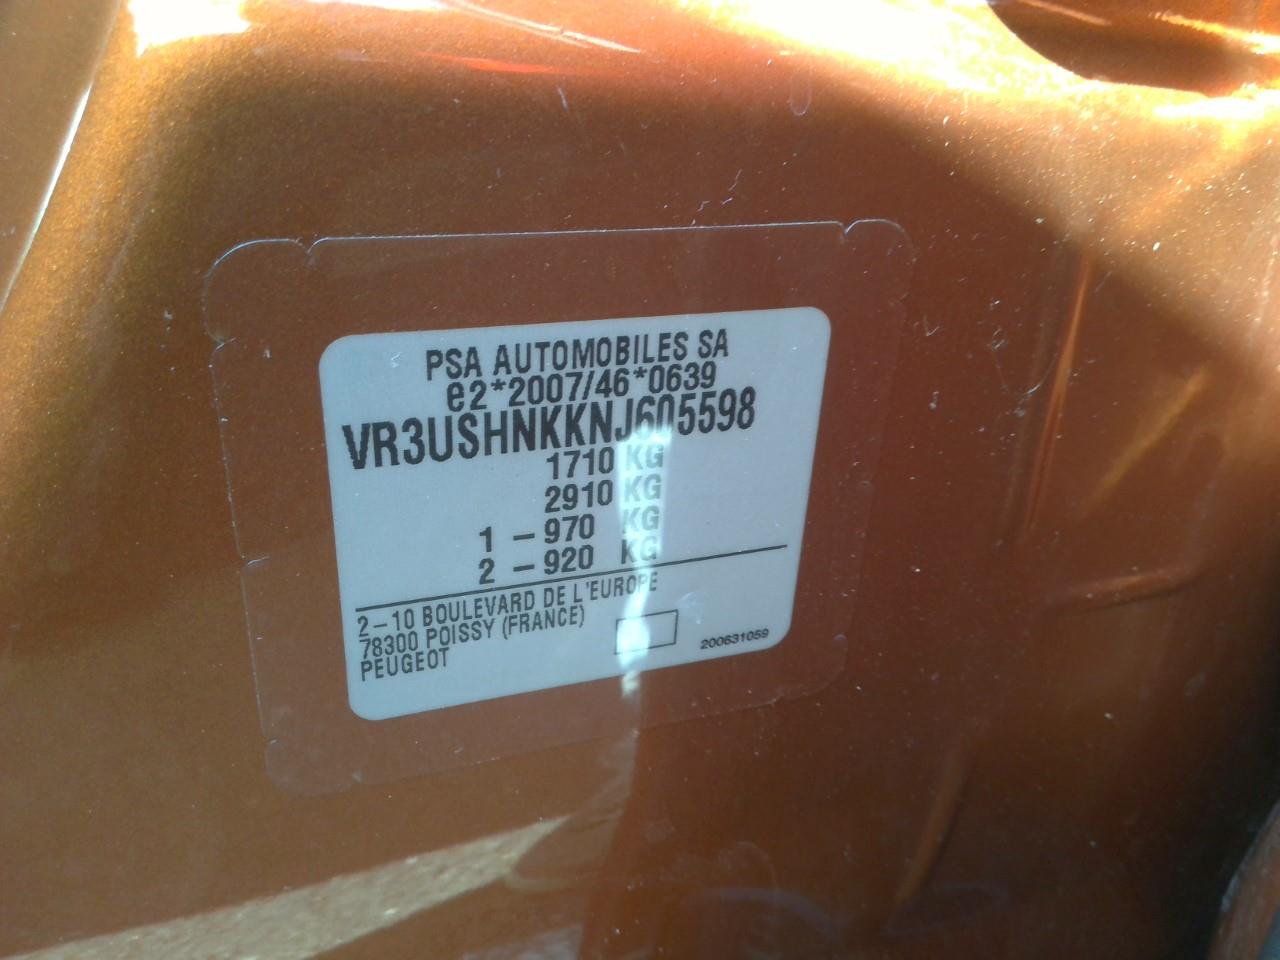 PSA AUTOMOBILES SA
e2*2007/46*0639
VR3USHNKKNJ605598
1710 KG
2910 KG
1 - 970 KG
2 - 920 KG
2-10 BOULEVARD DE L'EUROPE
78300 POISSY (FRANCE)
PEUGEOT
200631059